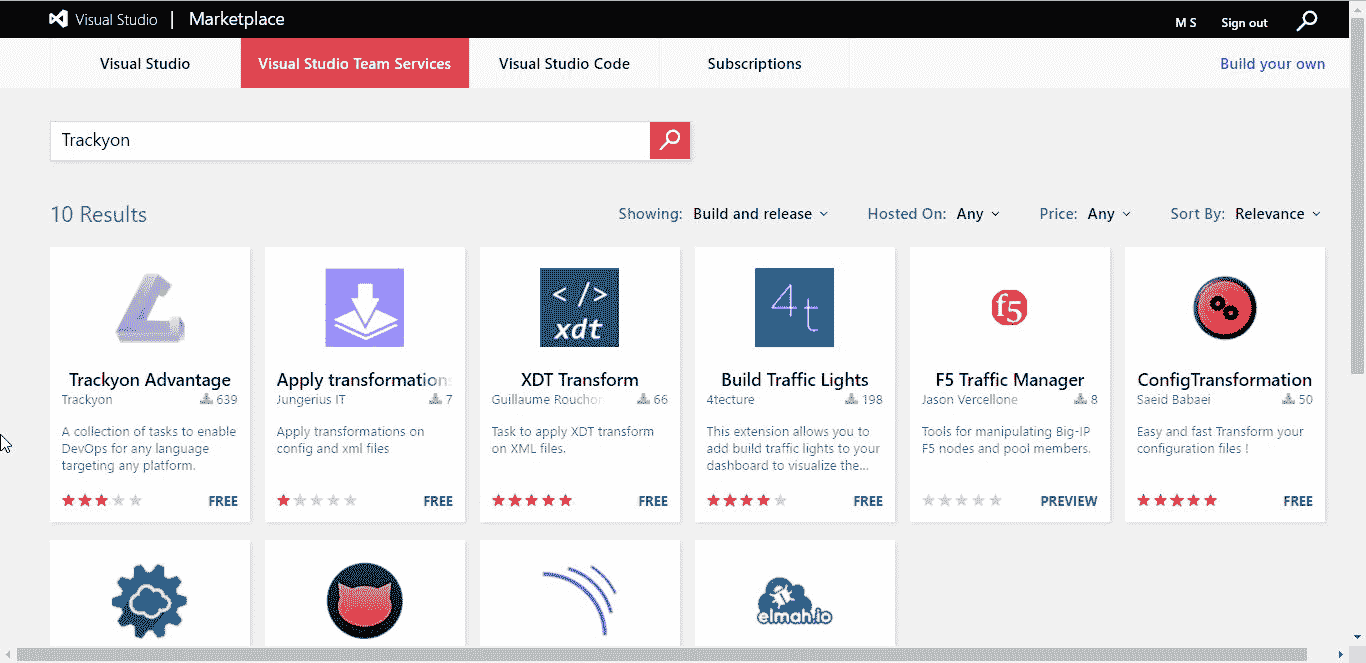 Visual Studio | Marketplace
M S Sign out
Visual Studio Visual Studio Team Services Visual Studio Code Subscriptions Build your own
Trackyon
10 Results Showing: Build and release Hosted On: Any Price: Any Sort By: Relevance
</>
xdt
4t
f5
Trackyon Advantage
Trackyon 639
A collection of tasks to enable
DevOps for any language
targeting any platform.
FREE
Apply transformations
Jungerius IT 7
Apply transformations on
config and xml files
FREE
XDT Transform
Guillaume Rouchon 66
Task to apply XDT transform
on XML files.
FREE
Build Traffic Lights
4tecture 198
This extension allows you to
add build traffic lights to your
dashboard to visualize the...
FREE
F5 Traffic Manager
Jason Vercellone 8
Tools for manipulating Big-IP
F5 nodes and pool members.
PREVIEW
ConfigTransformation
Saeid Babaei 50
Easy and fast Transform your
configuration files !
FREE
elmah.io